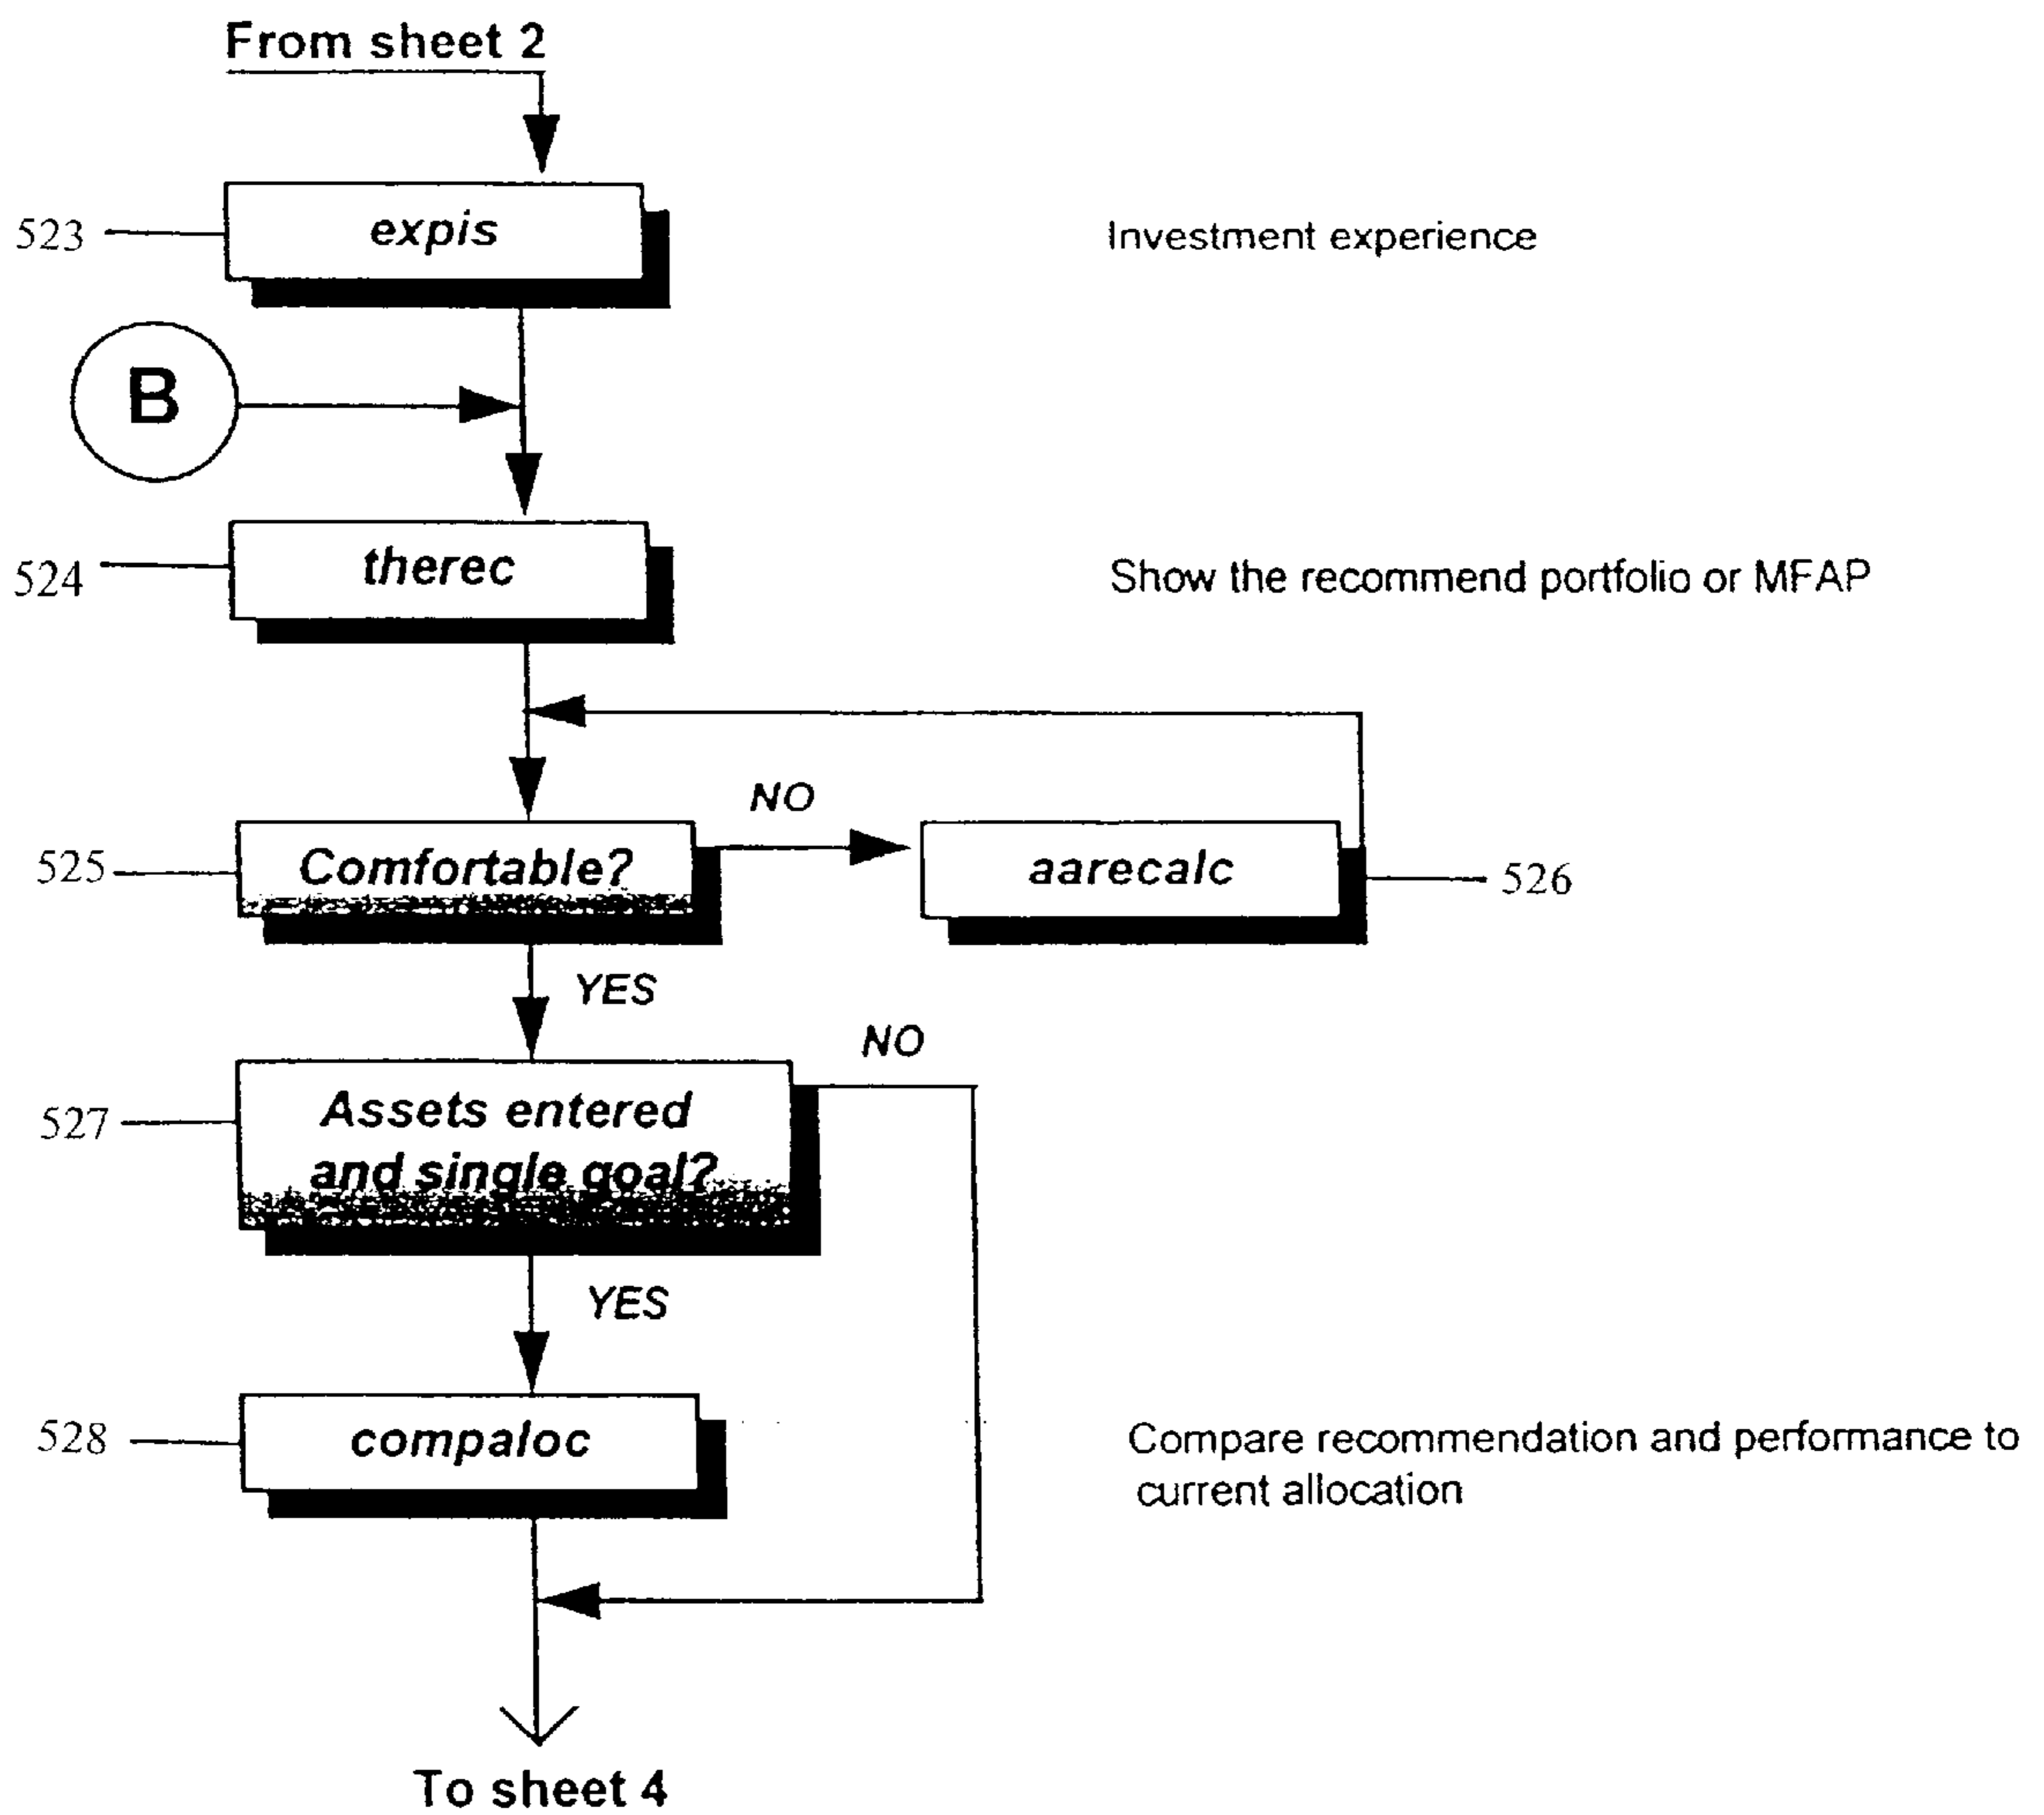 From sheet 2
523
expis
Investment experience
B
524
therec
Show the recommend portfolio or MFAP
NO
525
Comfortable?
aarecalc
526
YES
NO
527
Assets entered
and single goal?
YES
528
compaloc
Compare recommendation and performance to
current allocation
To sheet 4